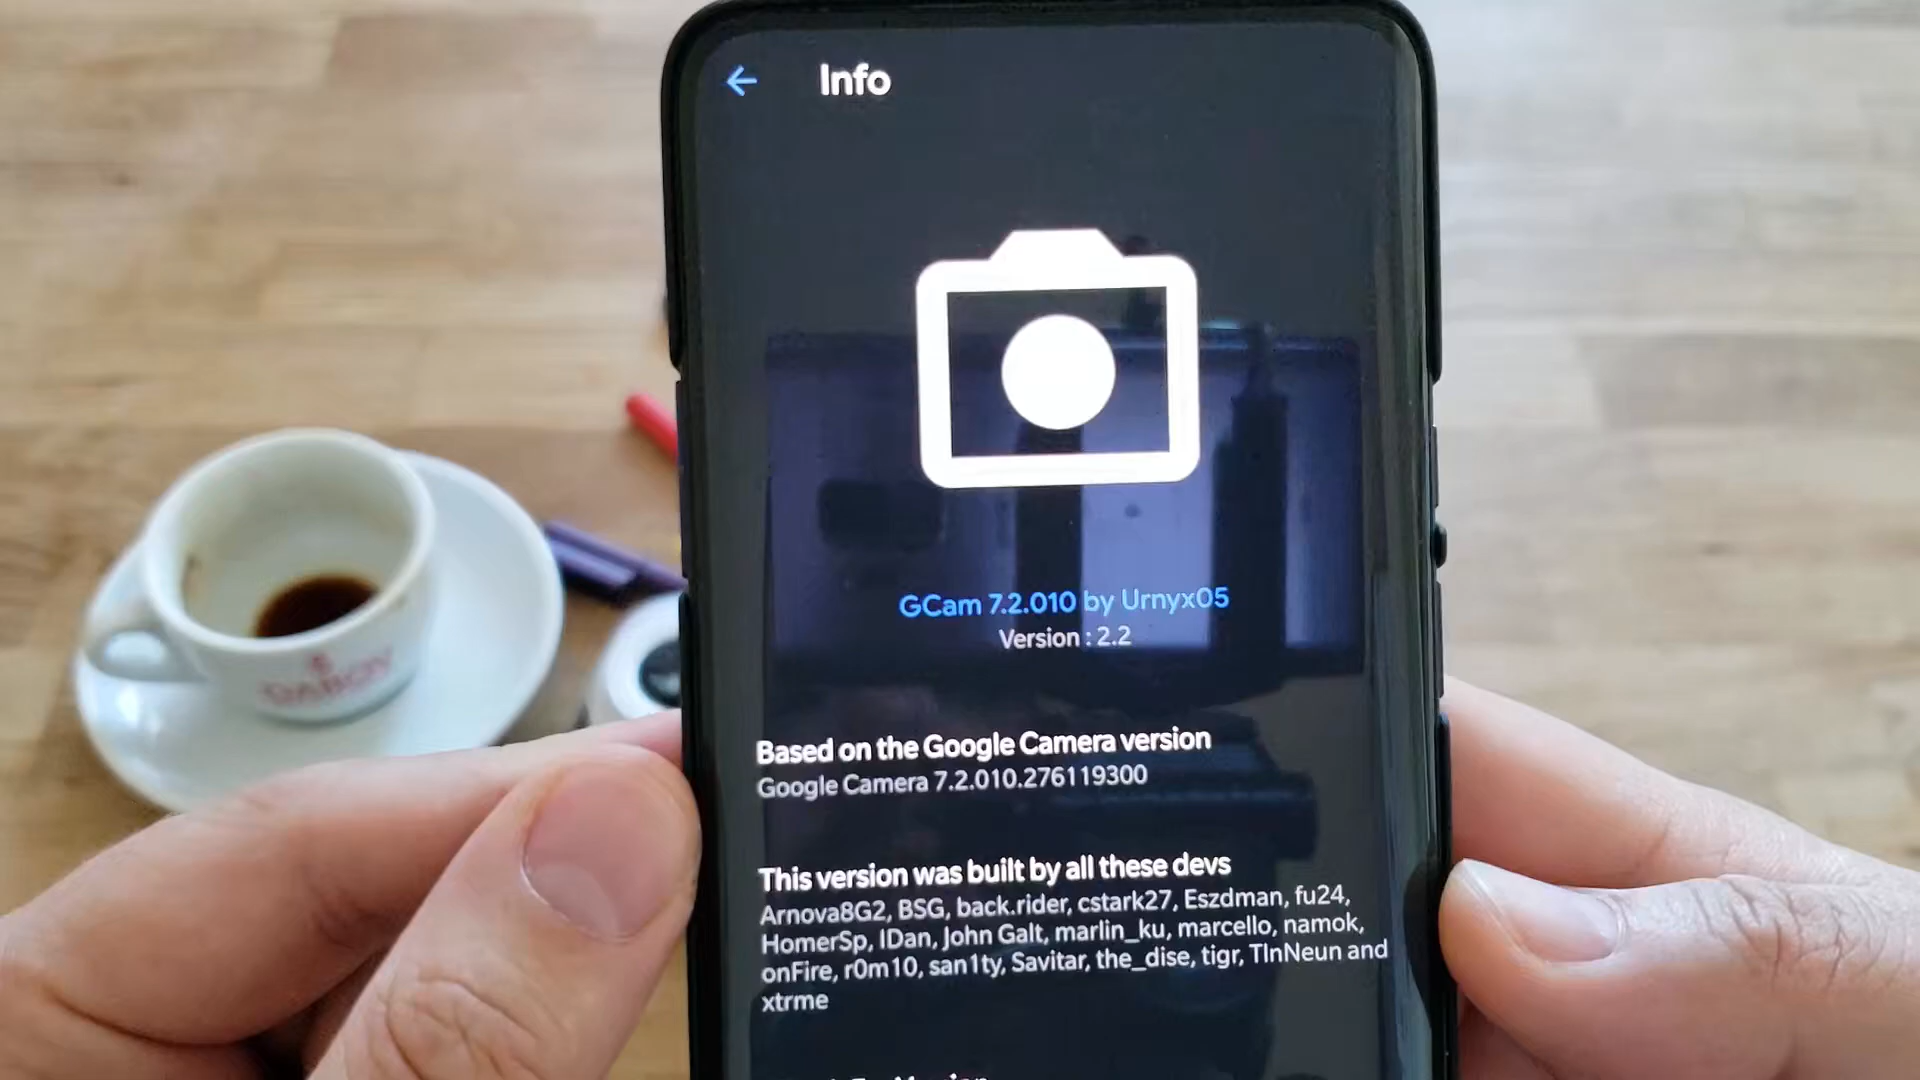 Info
GCam 7.2.010 by Urnyx05
Version : 2.2
Based on the Google Camera version
Google Camera 7.2.010.276119300
This version was built by all these devs
Arnova8G2, BSG, back.rider, cstark27, Eszdman, fu24,
HomerSp, IDan, John Galt, marlin_ku, marcello, namok,
onFire, r0m10, san1ty, Savitar, the_dise, tigr, TlnNeun and
xtrme